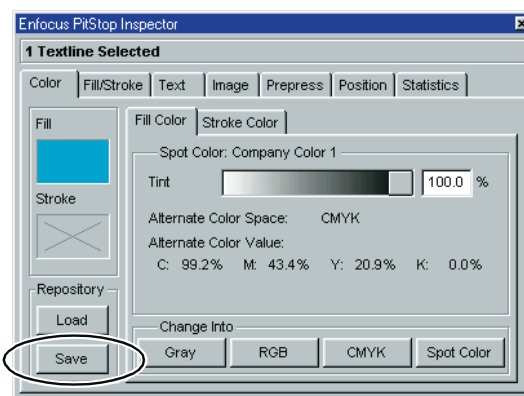 Enfocus PitStop Inspector
1 Textline Selected
Color Fill/Stroke Text Image Prepress Position Statistics
Fill
Stroke
Repository
Load
Save
Fill Color Stroke Color
Spot Color: Company Color 1
Tint 100.0 %
Alternate Color Space: CMYK
Alternate Color Value:
C: 99.2% M: 43.4% Y: 20.9% K: 0.0%
Change Into
Gray RGB CMYK Spot Color